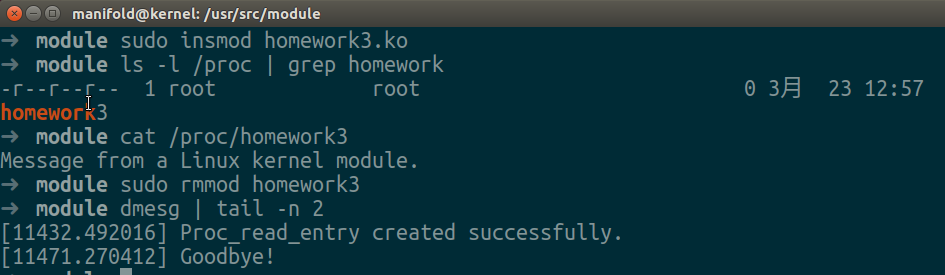 manifold@kernel: /usr/src/module
➜ module sudo insmod homework3.ko
➜ module ls -l /proc | grep homework
-r--r--r--  1 root             root                           0 3月  23 12:57
homework3
➜ module cat /proc/homework3
Message from a Linux kernel module.
➜ module sudo rmmod homework3
➜ module dmesg | tail -n 2
[11432.492016] Proc_read_entry created successfully.
[11471.270412] Goodbye!
➜ module